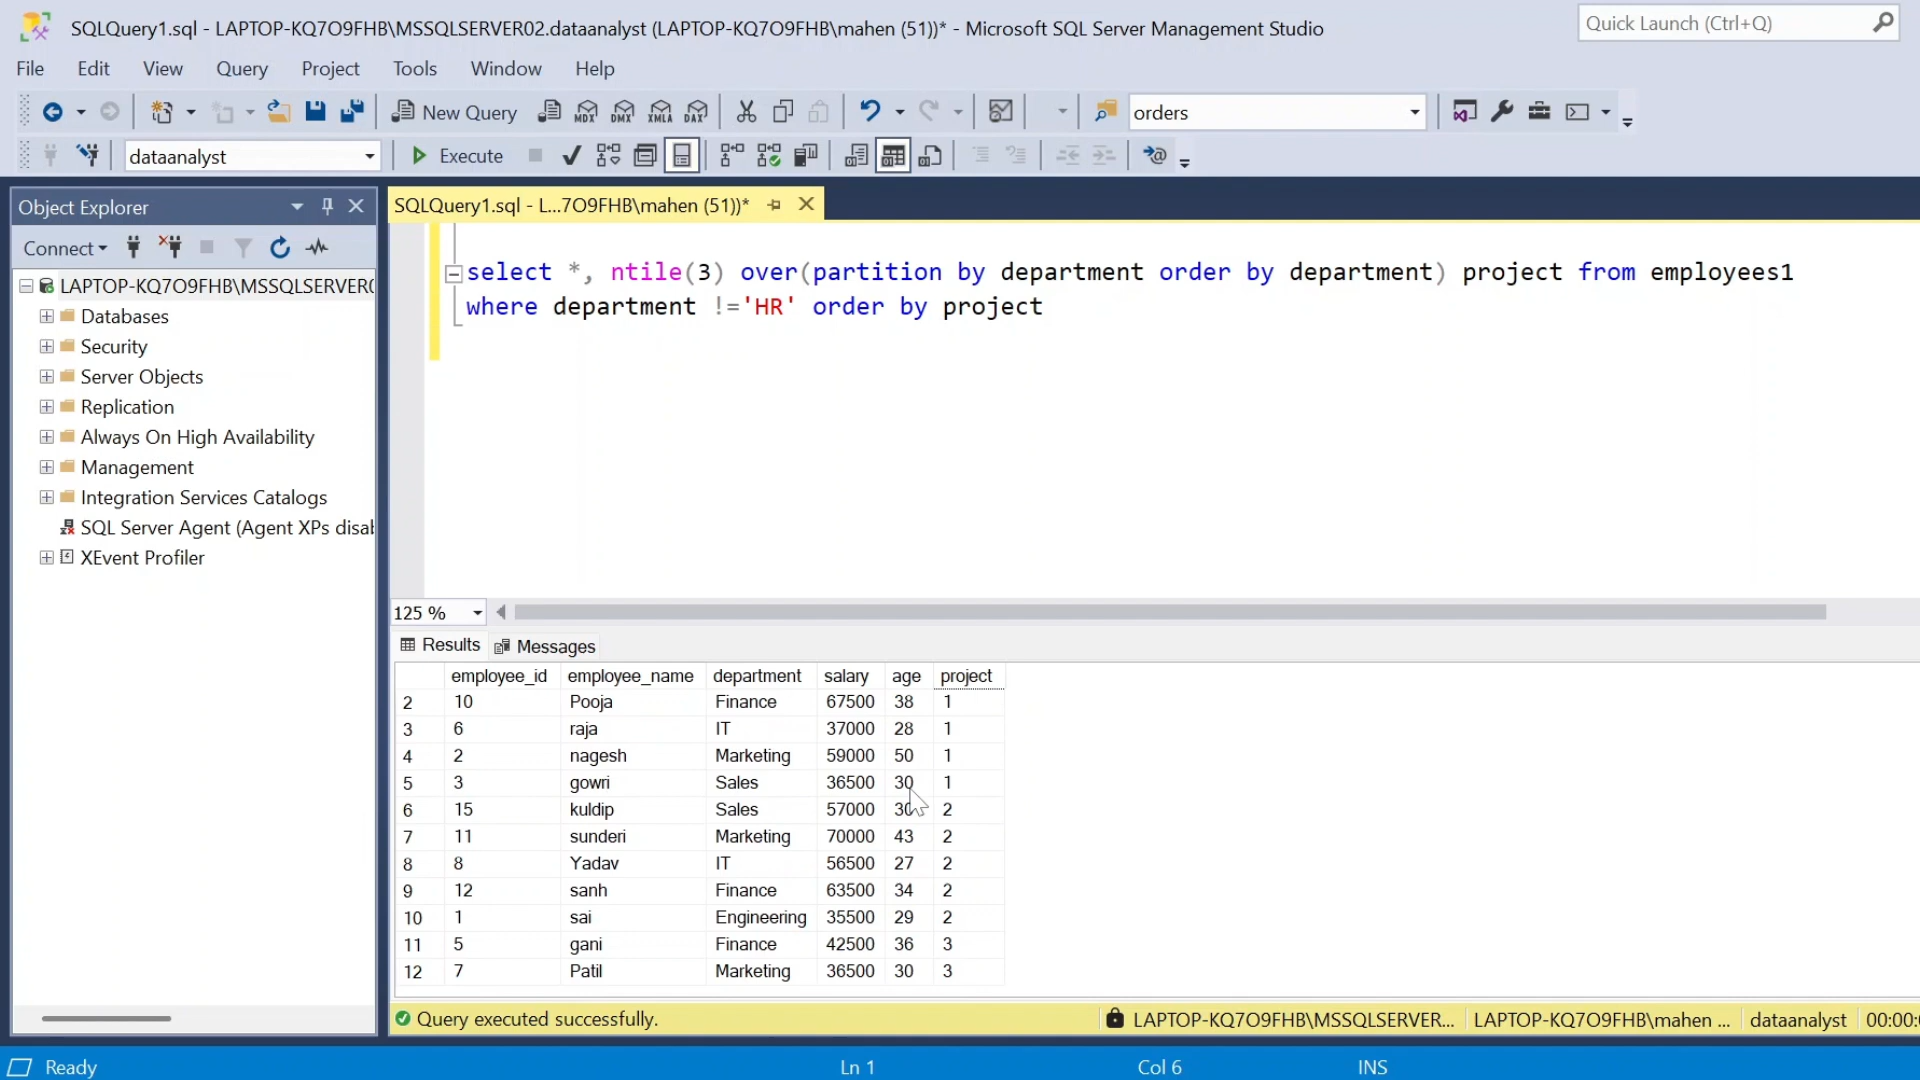 SQLQuery1.sql - LAPTOP-KQ7O9FHB\MSSQLSERVER02.dataanalyst (LAPTOP-KQ7O9FHB\mahen (51))* - Microsoft SQL Server Management Studio
Quick Launch (Ctrl+Q)
File Edit View Query Project Tools Window Help
New Query MDX DMX XMLA DAX orders
dataanalyst Execute
Object Explorer
SQLQuery1.sql - L...7O9FHB\mahen (51))*
Connect
LAPTOP-KQ7O9FHB\MSSQLSERVER0
Databases
Security
Server Objects
Replication
Always On High Availability
Management
Integration Services Catalogs
SQL Server Agent (Agent XPs disab
XEvent Profiler
select *, ntile(3) over(partition by department order by department) project from employees1
where department !='HR' order by project
125 %
Results Messages
employee_id employee_name department salary age project
2 10 Pooja Finance 67500 38 1
3 6 raja IT 37000 28 1
4 2 nagesh Marketing 59000 50 1
5 3 gowri Sales 36500 30 1
6 15 kuldip Sales 57000 30 2
7 11 sunderi Marketing 70000 43 2
8 8 Yadav IT 56500 27 2
9 12 sanh Finance 63500 34 2
10 1 sai Engineering 35500 29 2
11 5 gani Finance 42500 36 3
12 7 Patil Marketing 36500 30 3
Query executed successfully. LAPTOP-KQ7O9FHB\MSSQLSERVER... LAPTOP-KQ7O9FHB\mahen ... dataanalyst 00:00:
Ready Ln 1 Col 6 INS